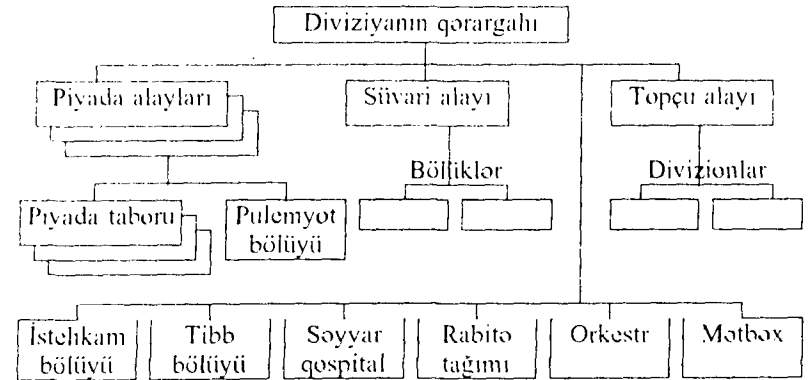 Diviziyanın qərargahı
Piyada alayları
Süvari alayı
Topçu alayı
Bölüklər
Divizionlar
Piyada taboru
Pulemyot
bölüyü
İstehkam
bölüyü
Tibb
bölüyü
Səyyar
qospital
Rabitə
tağımı
Orkestr
Mətbəx